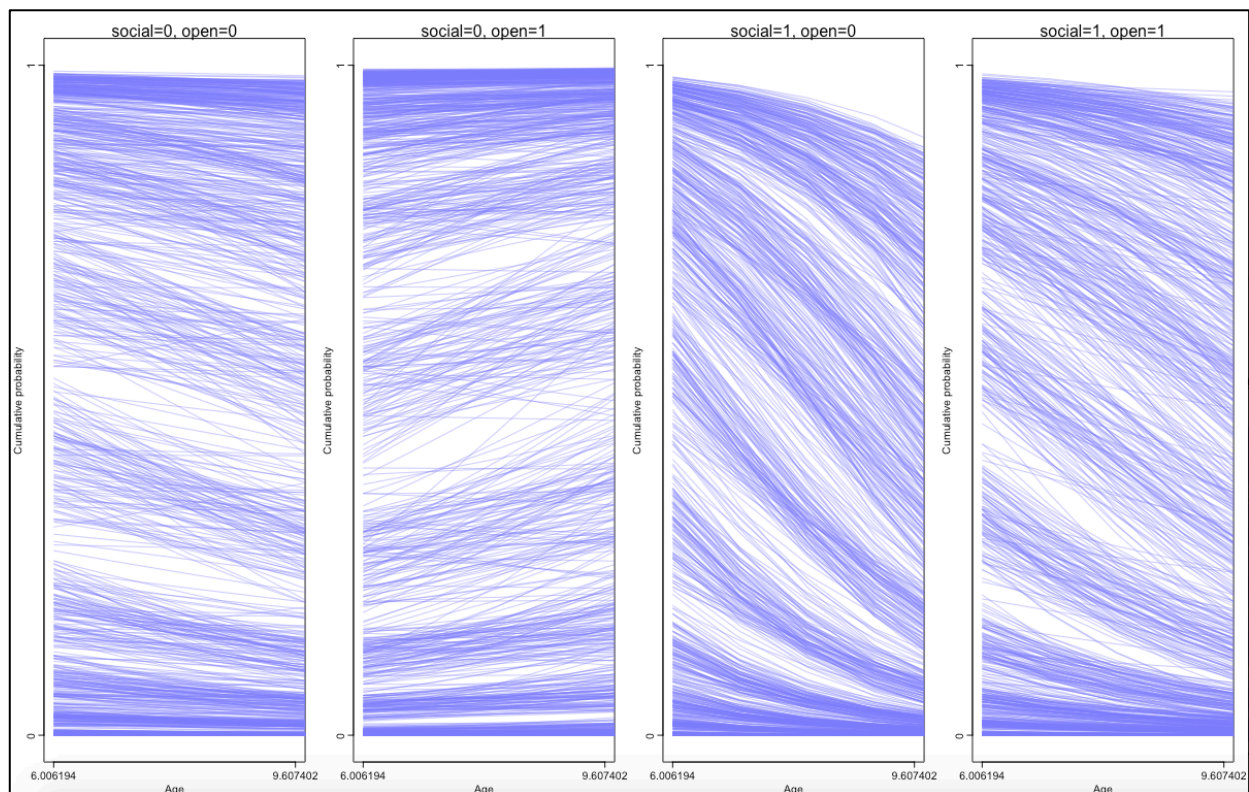 social=0, open=0
1
Cumulative probability
0
6.006194 9.607402
Age
social=0, open=1
1
Cumulative probability
0
6.006194 9.607402
Age
social=1, open=0
1
Cumulative probability
0
6.006194 9.607402
Age
social=1, open=1
1
Cumulative probability
0
6.006194 9.607402
Age